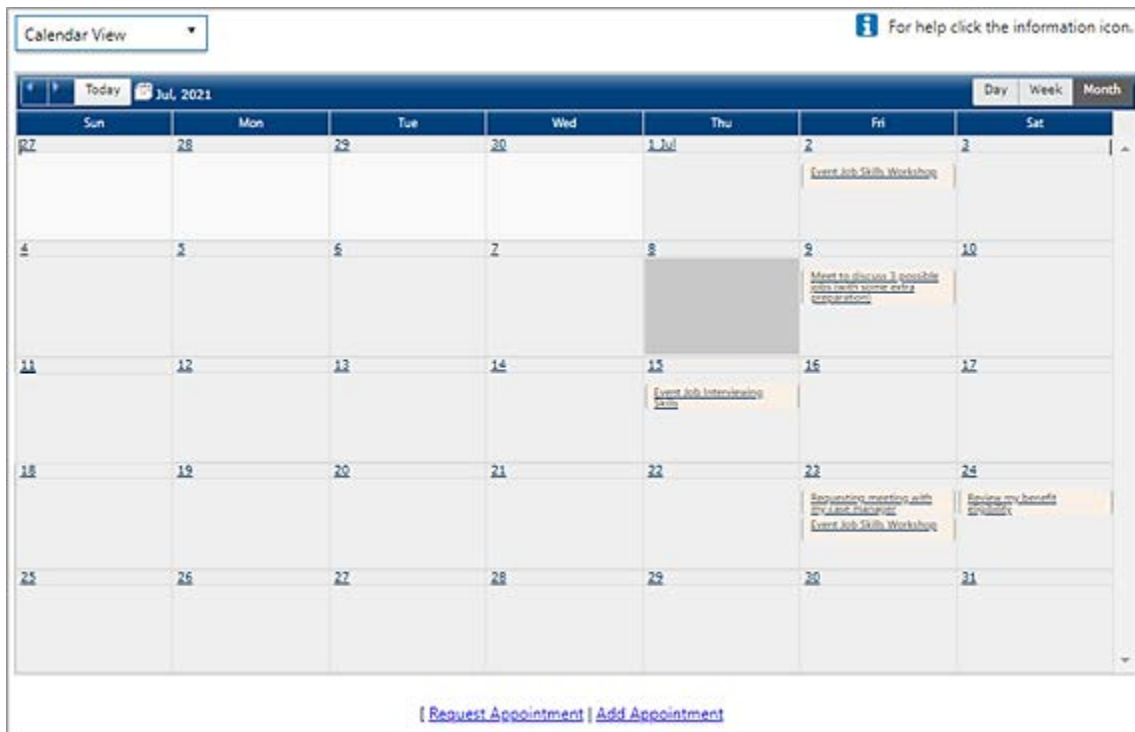 Calendar View
For help click the information icon.
Today Jul, 2021 Day Week Month
Sun Mon Tue Wed Thu Fri Sat
27 28 29 30 1 Jul 2 3
Event Job Skills Workshop
4 5 6 7 8 9 10
Meet to discuss 3 possible
jobs (with some extra
preparation)
11 12 13 14 15 16 17
Event Job Interviewing
Skills
18 19 20 21 22 23 24
Requesting meeting with
my case manager
Event Job Skills Workshop
Review my benefit
eligibility
25 26 27 28 29 30 31
[ Request Appointment | Add Appointment